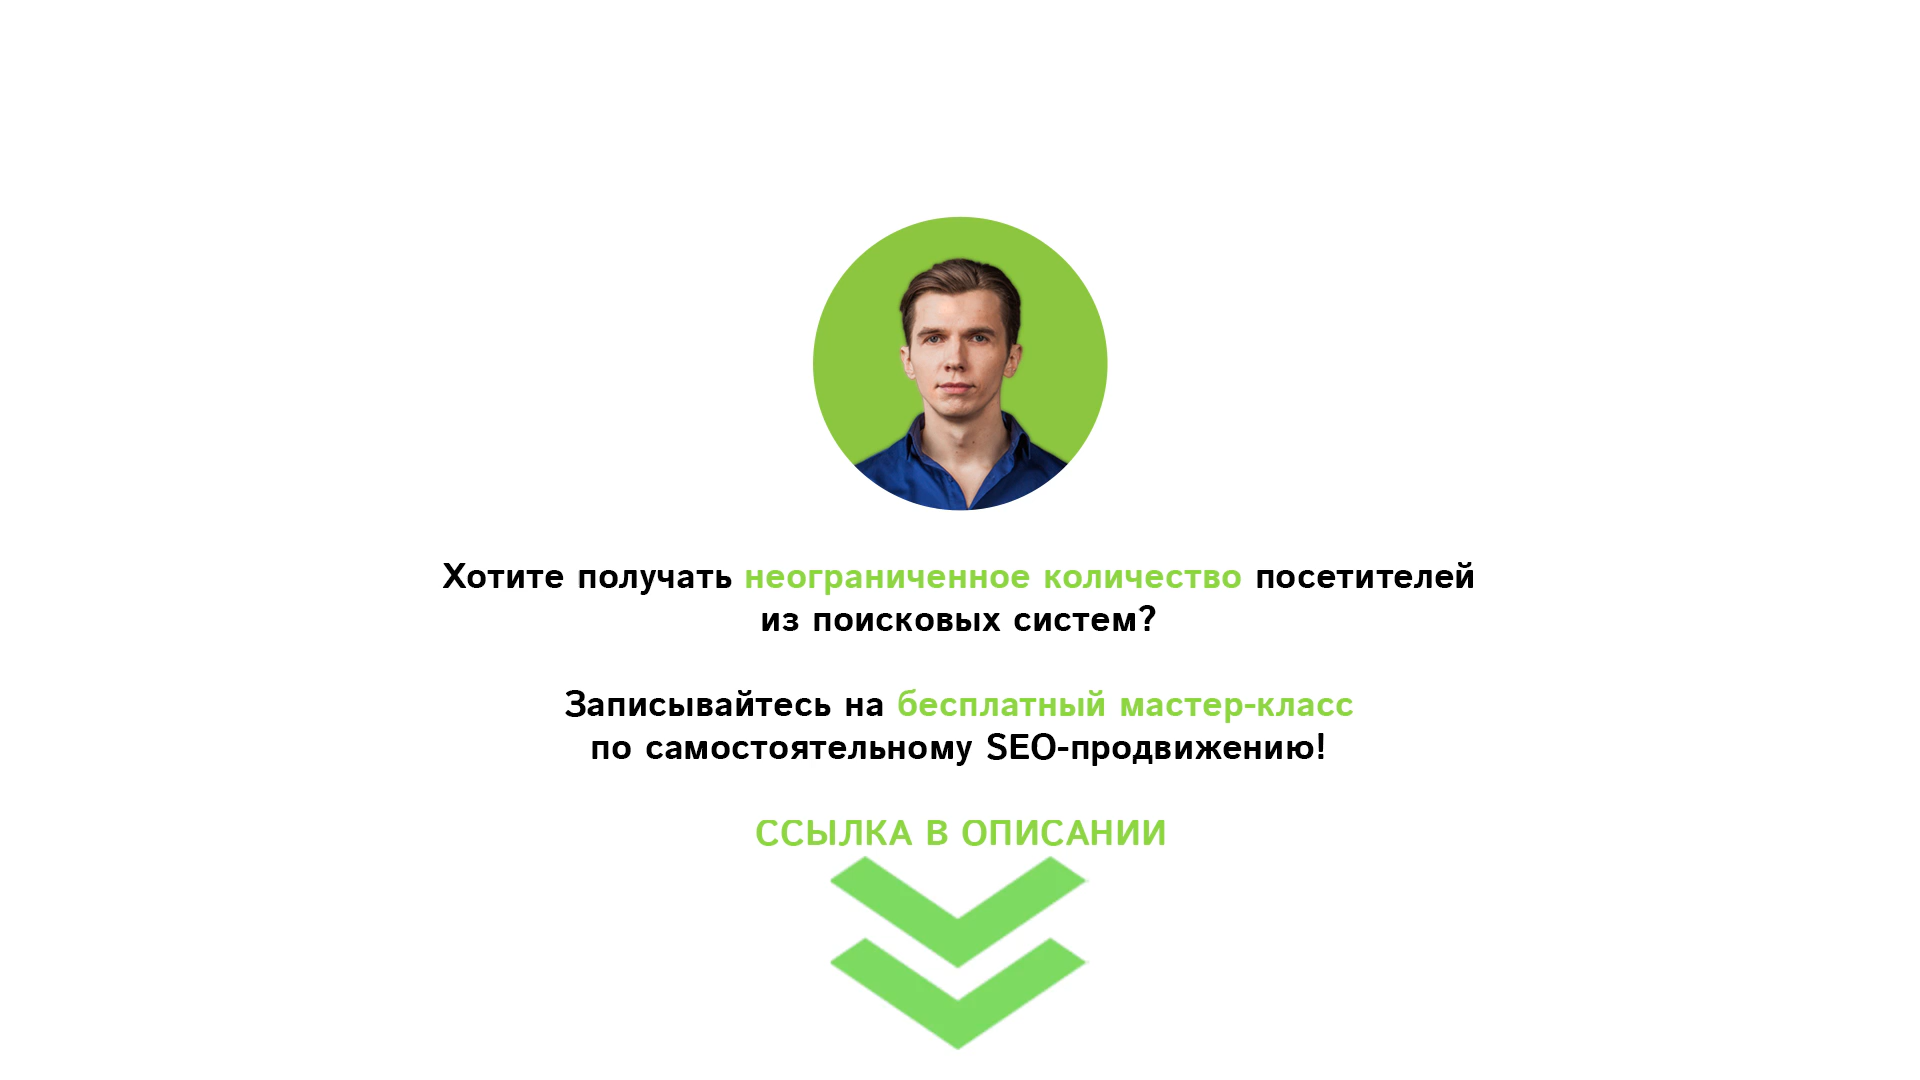 Хотите получать неограниченное количество посетителей
из поисковых систем?
Записывайтесь на бесплатный мастер-класс
по самостоятельному SEO-продвижению!
ССЫЛКА В ОПИСАНИИ